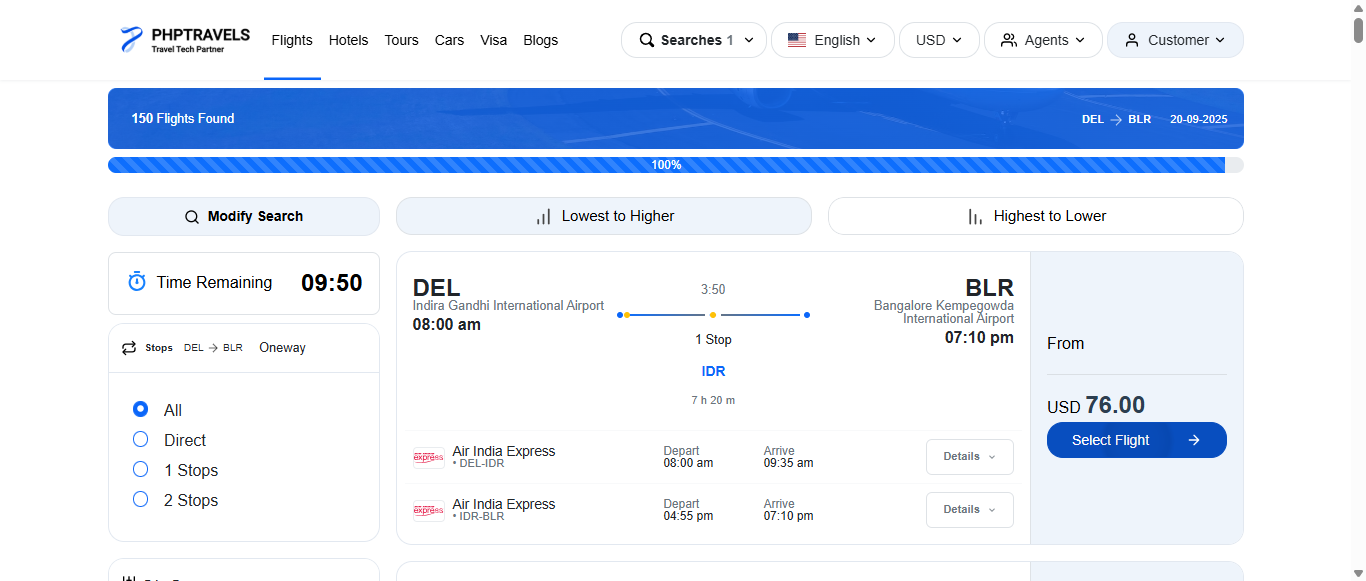 PHPTRAVELS
Travel Tech Partner
Flights Hotels Tours Cars Visa Blogs
Searches 1
English
USD
Agents
Customer
150 Flights Found
DEL → BLR 20-09-2025
100%
Modify Search
Lowest to Higher
Highest to Lower
Time Remaining 09:50
Stops DEL → BLR Oneway
All
Direct
1 Stops
2 Stops
DEL
Indira Gandhi International Airport
08:00 am
3:50
1 Stop
IDR
7 h 20 m
BLR
Bangalore Kempegowda
International Airport
07:10 pm
express
Air India Express
• DEL-IDR
Depart
08:00 am
Arrive
09:35 am
Details
express
Air India Express
• IDR-BLR
Depart
04:55 pm
Arrive
07:10 pm
Details
From
USD 76.00
Select Flight →